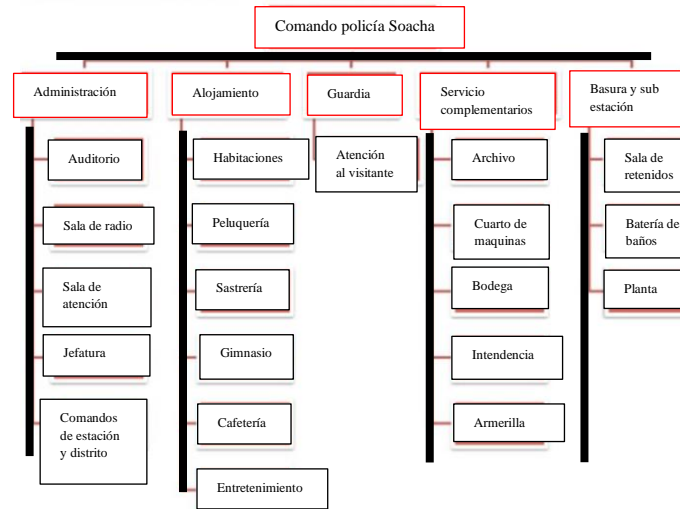 Comando policía Soacha
Administración
Auditorio
Sala de radio
Sala de
atención
Jefatura
Comandos
de estación
y distrito
Alojamiento
Habitaciones
Peluquería
Sastrería
Gimnasio
Cafetería
Entretenimiento
Guardia
Atención
al visitante
Servicio
complementarios
Archivo
Cuarto de
maquinas
Bodega
Intendencia
Armerilla
Basura y sub
estación
Sala de
retenidos
Batería de
baños
Planta